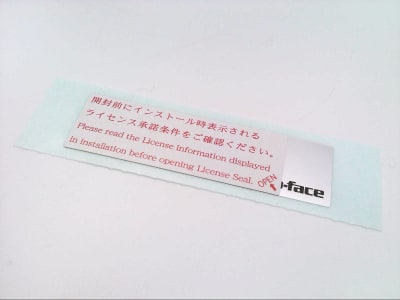 開封前にインストール時表示される
ライセンス承諾条件をご確認ください。
Please read the License information displayed
in installation before opening License Seal.
OPEN
-face